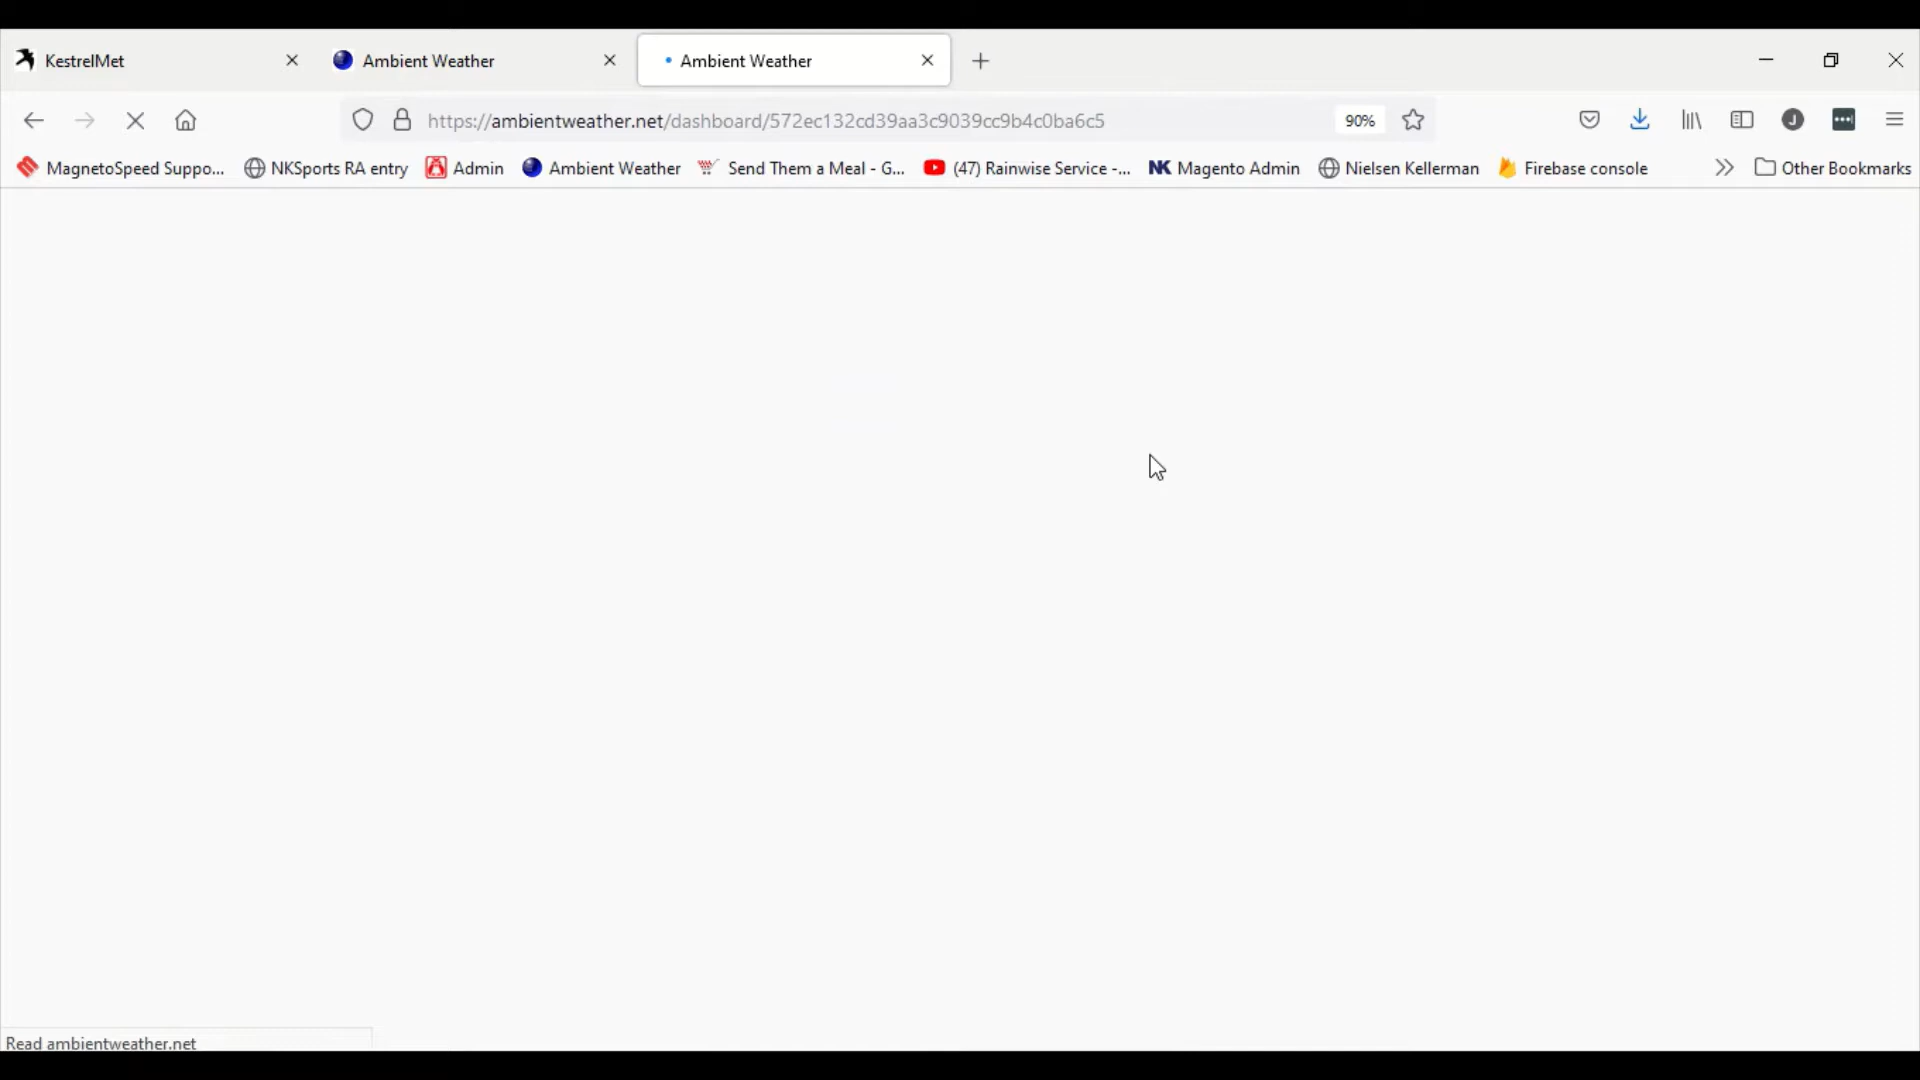 KestrelMet
Ambient Weather
Ambient Weather
https://ambientweather.net/dashboard/572ec132cd39aa3c9039cc9b4c0ba6c5
90%
J
MagnetoSpeed Suppo...
NKSports RA entry
Admin
Ambient Weather
Send Them a Meal - G...
(47) Rainwise Service -...
NK Magento Admin
Nielsen Kellerman
Firebase console
Other Bookmarks
Read ambientweather.net